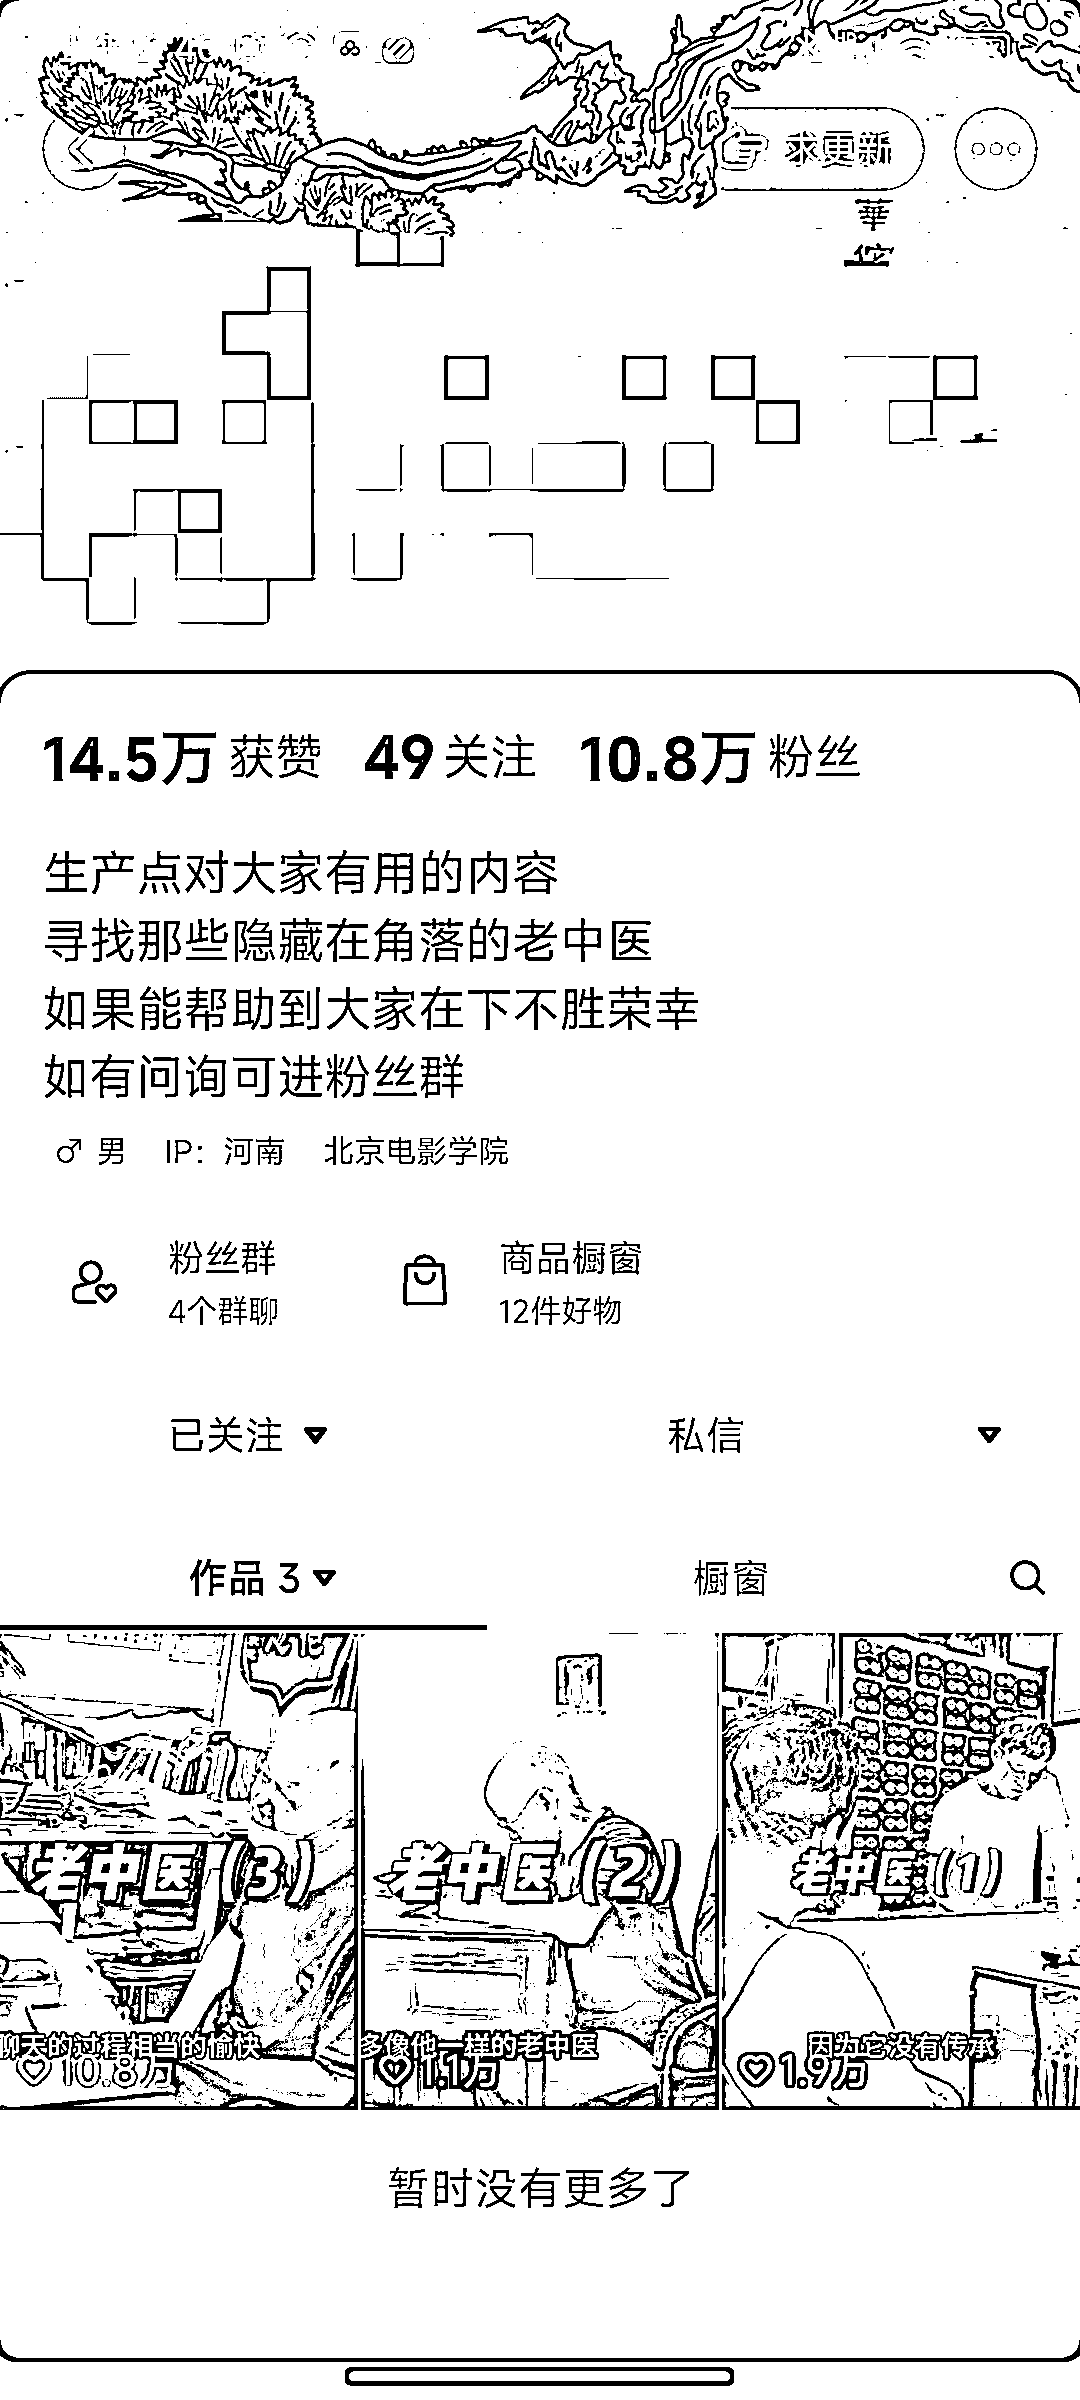 求更新
華
佗
14.5万 获赞 49 关注 10.8万 粉丝
生产点对大家有用的内容
寻找那些隐藏在角落的老中医
如果能帮助到大家在下不胜荣幸
如有问询可进粉丝群
♂ 男 IP：河南 北京电影学院
粉丝群 商品橱窗
4个群聊 12件好物
已关注 私信
作品 3 橱窗
老中医(3) 老中医(2) 老中医(1)
聊天的过程相当的愉快 多像他一样的老中医 因为它没有传承
10.8万 1.1万 1.9万
暂时没有更多了